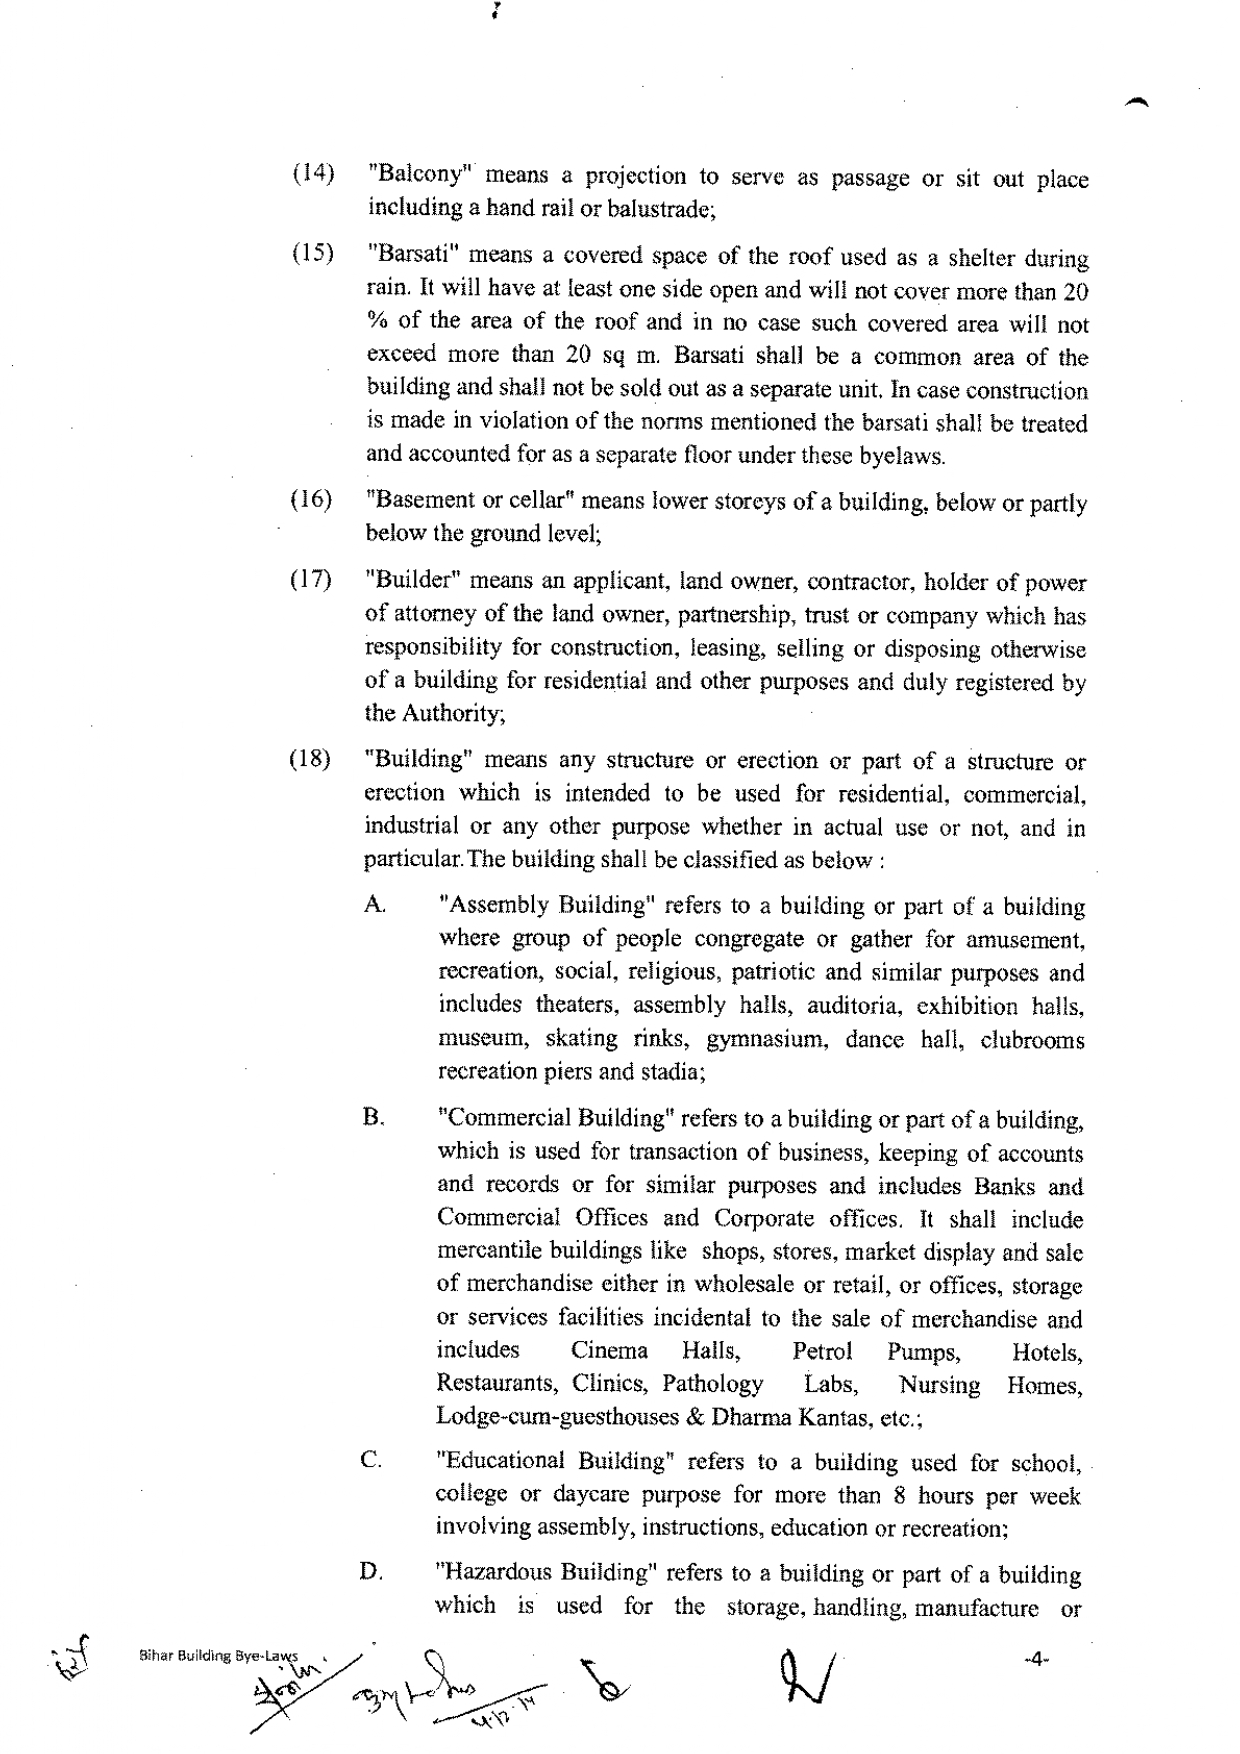 (14) "Balcony" means a projection to serve as passage or sit out place
including a hand rail or balustrade;
(15) "Barsati" means a covered space of the roof used as a shelter during
rain. It will have at least one side open and will not cover more than 20
% of the area of the roof and in no case such covered area will not
exceed more than 20 sq m. Barsati shall be a common area of the
building and shall not be sold out as a separate unit. In case construction
is made in violation of the norms mentioned the barsati shall be treated
and accounted for as a separate floor under these byelaws.
(16) "Basement or cellar" means lower storeys of a building, below or partly
below the ground level;
(17) "Builder" means an applicant, land owner, contractor, holder of power
of attorney of the land owner, partnership, trust or company which has
responsibility for construction, leasing, selling or disposing otherwise
of a building for residential and other purposes and duly registered by
the Authority;
(18) "Building" means any structure or erection or part of a structure or
erection which is intended to be used for residential, commercial,
industrial or any other purpose whether in actual use or not, and in
particular.The building shall be classified as below :
A. "Assembly Building" refers to a building or part of a building
where group of people congregate or gather for amusement,
recreation, social, religious, patriotic and similar purposes and
includes theaters, assembly halls, auditoria, exhibition halls,
museum, skating rinks, gymnasium, dance hall, clubrooms
recreation piers and stadia;
B. "Commercial Building" refers to a building or part of a building,
which is used for transaction of business, keeping of accounts
and records or for similar purposes and includes Banks and
Commercial Offices and Corporate offices. It shall include
mercantile buildings like shops, stores, market display and sale
of merchandise either in wholesale or retail, or offices, storage
or services facilities incidental to the sale of merchandise and
includes Cinema Halls, Petrol Pumps, Hotels,
Restaurants, Clinics, Pathology Labs, Nursing Homes,
Lodge-cum-guesthouses & Dharma Kantas, etc.;
C. "Educational Building" refers to a building used for school,
college or daycare purpose for more than 8 hours per week
involving assembly, instructions, education or recreation;
D. "Hazardous Building" refers to a building or part of a building
which is used for the storage, handling, manufacture or
Bihar Building Bye-Laws -4-